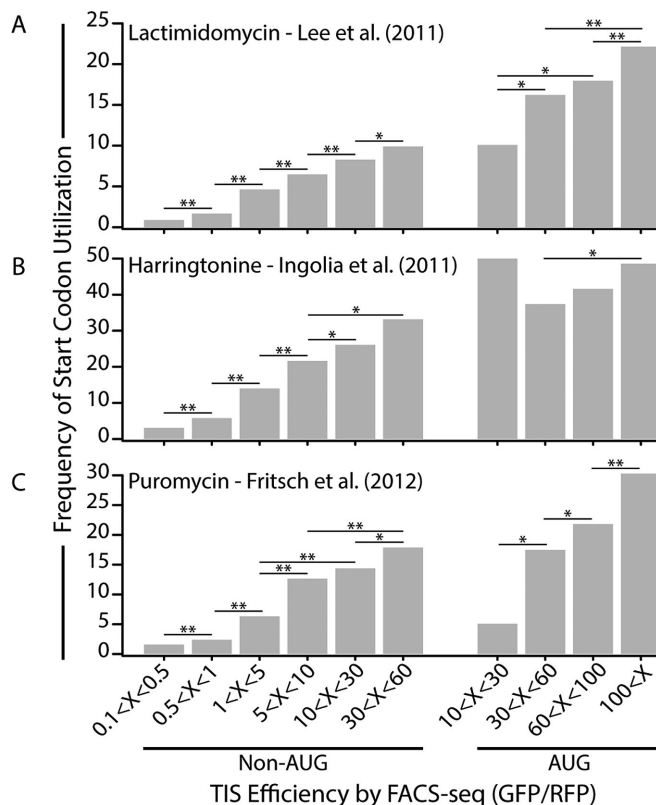 Frequency of Start Codon Utilization
A
Lactimidomycin - Lee et al. (2011)
25
20
15
10
5
0
**
**
**
**
**
*
*
*
**
**
B
Harringtonine - Ingolia et al. (2011)
50
40
30
20
10
0
**
**
**
*
*
*
C
Puromycin - Fritsch et al. (2012)
30
25
20
15
10
5
0
**
**
**
**
*
**
*
*
**
0.1<X<0.5
0.5<X<1
1<X<5
5<X<10
10<X<30
30<X<60
10<X<30
30<X<60
60<X<100
100<X
Non-AUG
AUG
TIS Efficiency by FACS-seq (GFP/RFP)